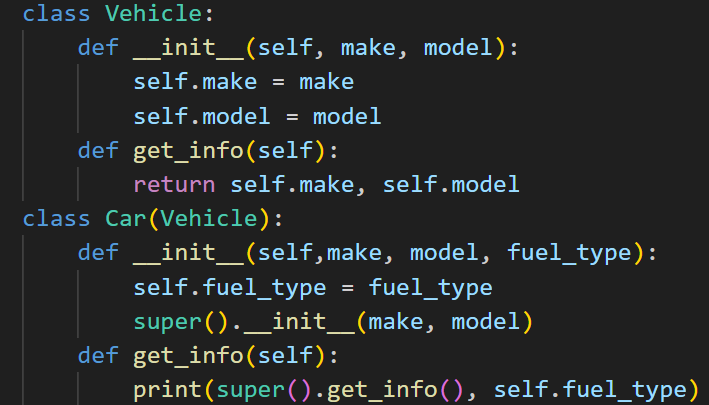 class Vehicle:
    def __init__(self, make, model):
        self.make = make
        self.model = model
    def get_info(self):
        return self.make, self.model
class Car(Vehicle):
    def __init__(self,make, model, fuel_type):
        self.fuel_type = fuel_type
        super().__init__(make, model)
    def get_info(self):
        print(super().get_info(), self.fuel_type)